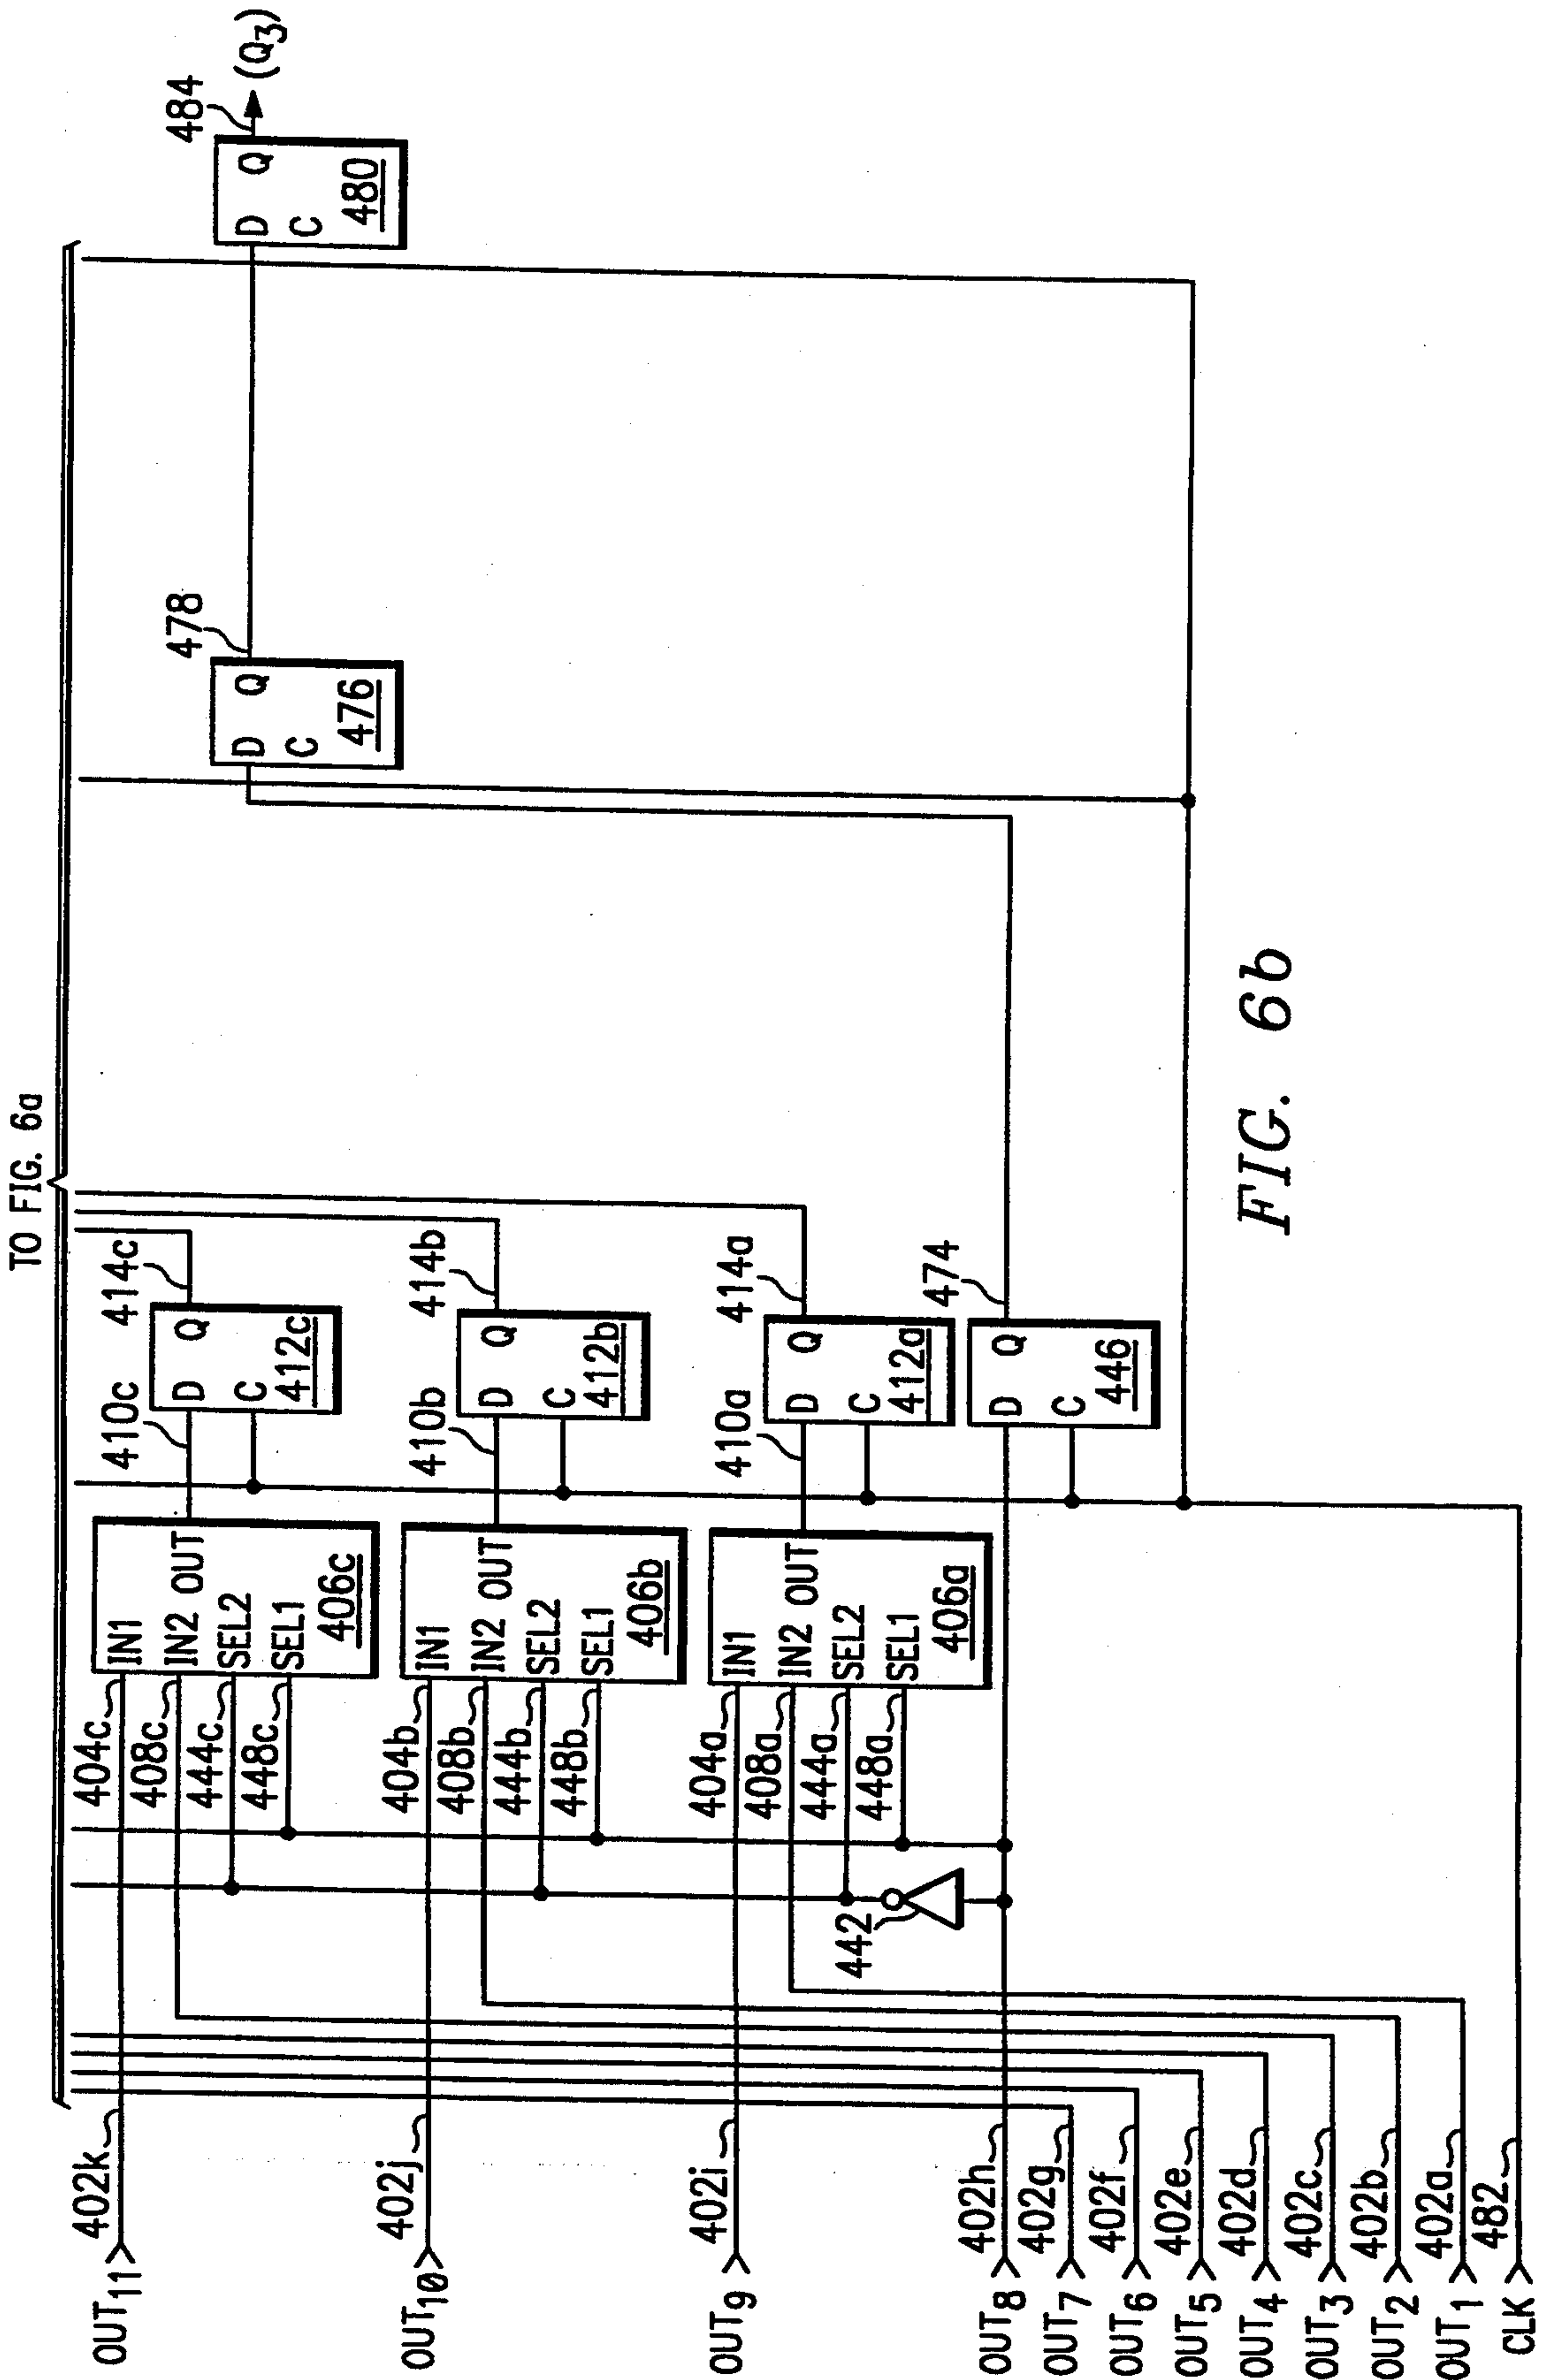 TO FIG. 6a
OUT11
402k
404c
408c
444c
448c
IN1
IN2 OUT
SEL2
SEL1
406c
410c
D Q
C
412c
414c
OUT10
402j
404b
408b
444b
448b
IN1
IN2 OUT
SEL2
SEL1
406b
410b
D Q
C
412b
414b
OUT9
402i
404a
408a
444a
448a
IN1
IN2 OUT
SEL2
SEL1
406a
410a
D Q
C
412a
414a
442
D Q
C
446
474
D Q
C
476
478
D Q
C
480
484
(Q3)
OUT8
402h
OUT7
402g
OUT6
402f
OUT5
402e
OUT4
402d
OUT3
402c
OUT2
402b
OUT1
402a
CLK
482
FIG. 6b